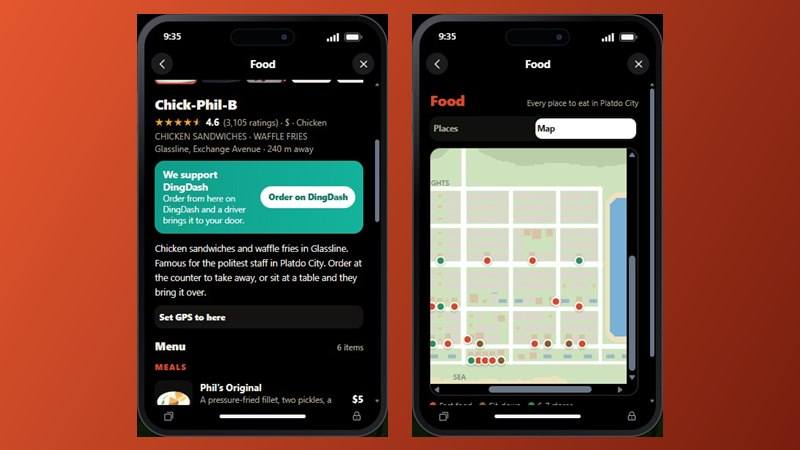 9:35
Food
Chick-Phil-B
4.6 (3,105 ratings) · $ · Chicken
CHICKEN SANDWICHES · WAFFLE FRIES
Glassline, Exchange Avenue · 240 m away
We support
DingDash
Order from here on
DingDash and a driver
brings it to your door.
Order on DingDash
Chicken sandwiches and waffle fries in Glassline.
Famous for the politest staff in Platdo City. Order at
the counter to take away, or sit at a table and they
bring it over.
Set GPS to here
Menu
6 items
MEALS
Phil's Original
A pressure-fried fillet, two pickles, a
$5
9:35
Food
Food
Every place to eat in Platdo City
Places
Map
GHTS
SEA